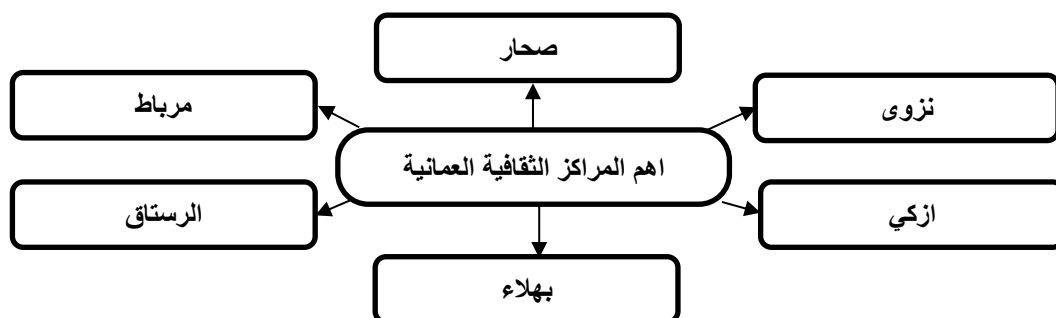 صحار
نزوى
مرباط
اهم المراكز الثقافية العمانية
ازكي
الرستاق
بهلاء